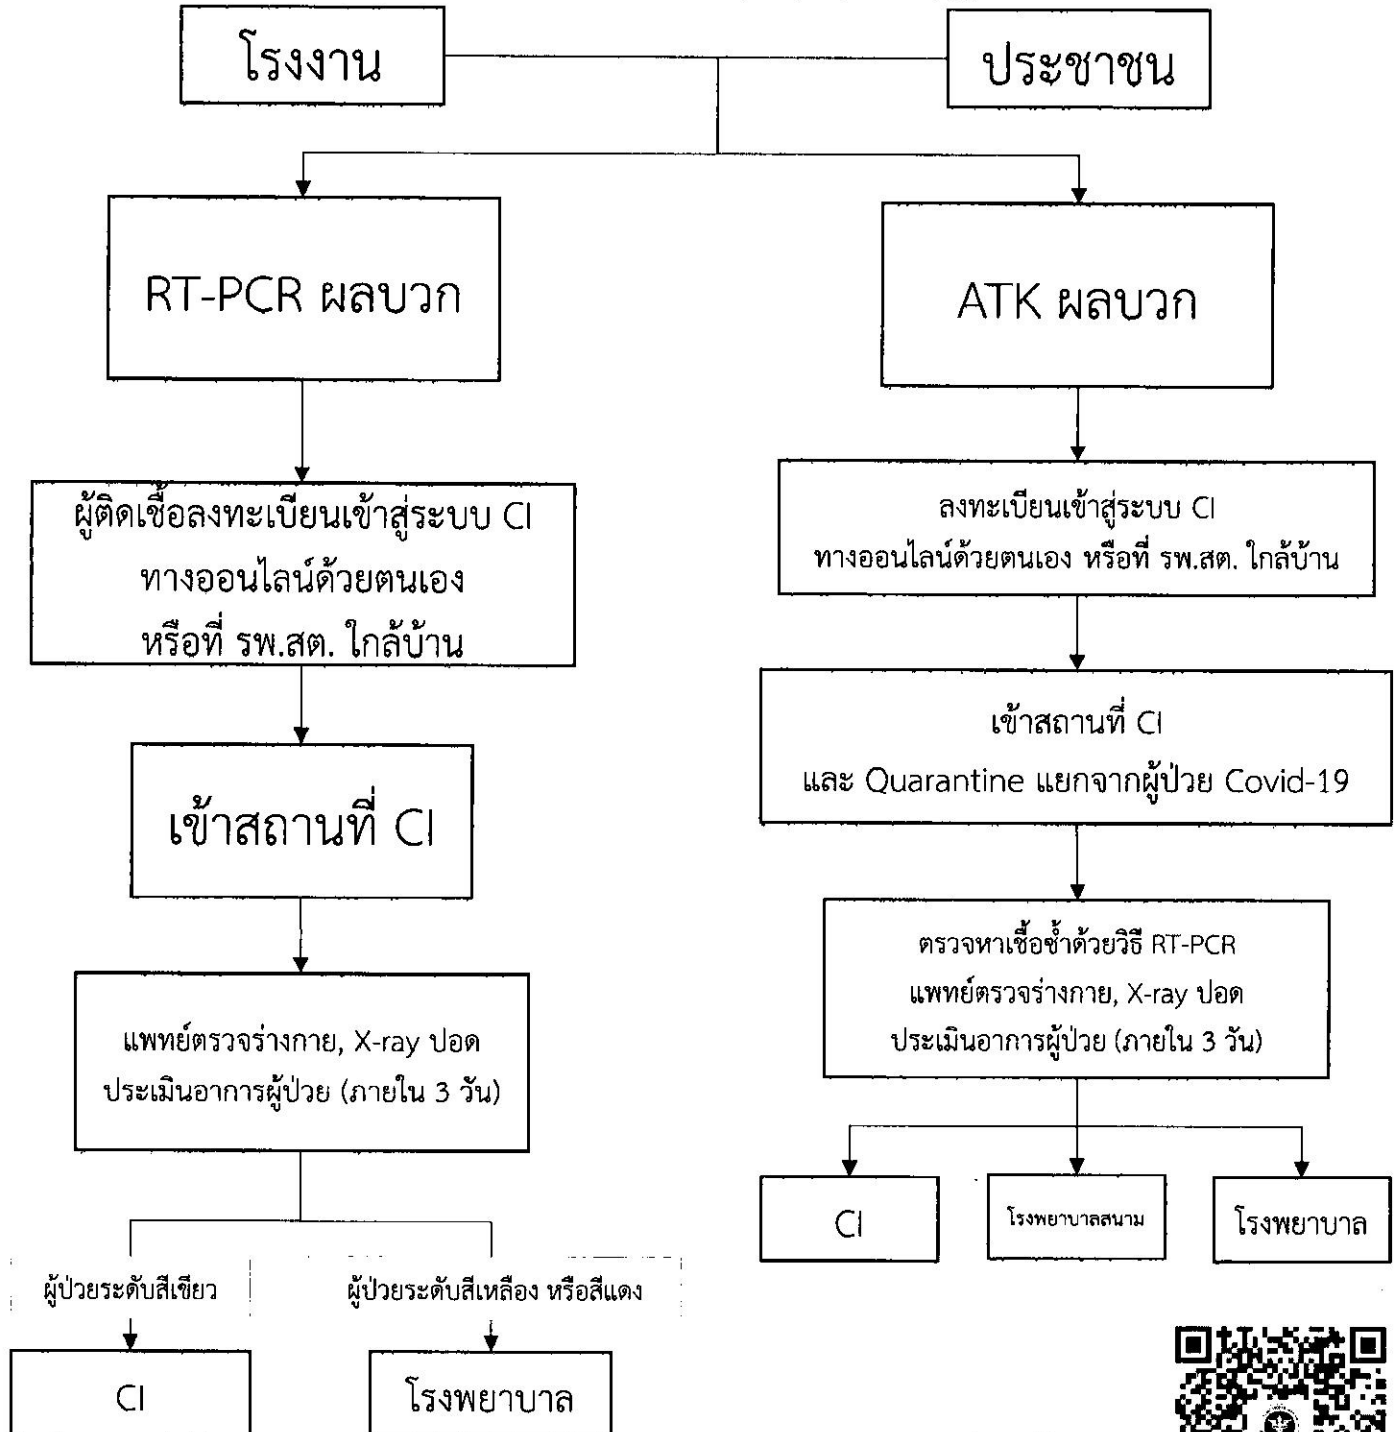 โรงงาน
ประชาชน
RT-PCR ผลบวก
ATK ผลบวก
ผู้ติดเชื้อลงทะเบียนเข้าสู่ระบบ CI
ทางออนไลน์ด้วยตนเอง
หรือที่ รพ.สต. ใกล้บ้าน
ลงทะเบียนเข้าสู่ระบบ CI
ทางออนไลน์ด้วยตนเอง หรือที่ รพ.สต. ใกล้บ้าน
เข้าสถานที่ CI
เข้าสถานที่ CI
และ Quarantine แยกจากผู้ป่วย Covid-19
แพทย์ตรวจร่างกาย, X-ray ปอด
ประเมินอาการผู้ป่วย (ภายใน 3 วัน)
ตรวจหาเชื้อซ้ำด้วยวิธี RT-PCR
แพทย์ตรวจร่างกาย, X-ray ปอด
ประเมินอาการผู้ป่วย (ภายใน 3 วัน)
CI
โรงพยาบาลสนาม
โรงพยาบาล
ผู้ป่วยระดับสีเขียว
ผู้ป่วยระดับสีเหลือง หรือสีแดง
CI
โรงพยาบาล